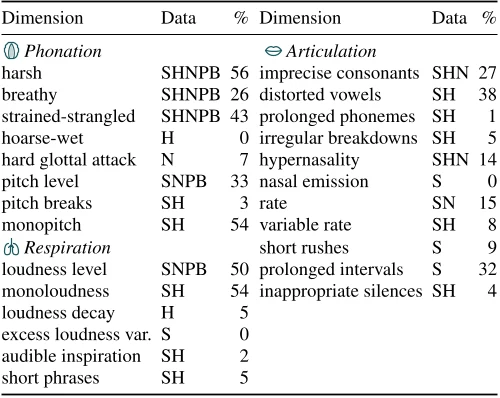 Dimension Data % Dimension Data %
Phonation Articulation
harsh SHNPB 56 imprecise consonants SHN 27
breathy SHNPB 26 distorted vowels SH 38
strained-strangled SHNPB 43 prolonged phonemes SH 1
hoarse-wet H 0 irregular breakdowns SH 5
hard glottal attack N 7 hypernasality SHN 14
pitch level SNPB 33 nasal emission S 0
pitch breaks SH 3 rate SN 15
monopitch SH 54 variable rate SH 8
Respiration short rushes S 9
loudness level SNPB 50 prolonged intervals S 32
monoloudness SH 54 inappropriate silences SH 4
loudness decay H 5
excess loudness var. S 0
audible inspiration SH 2
short phrases SH 5